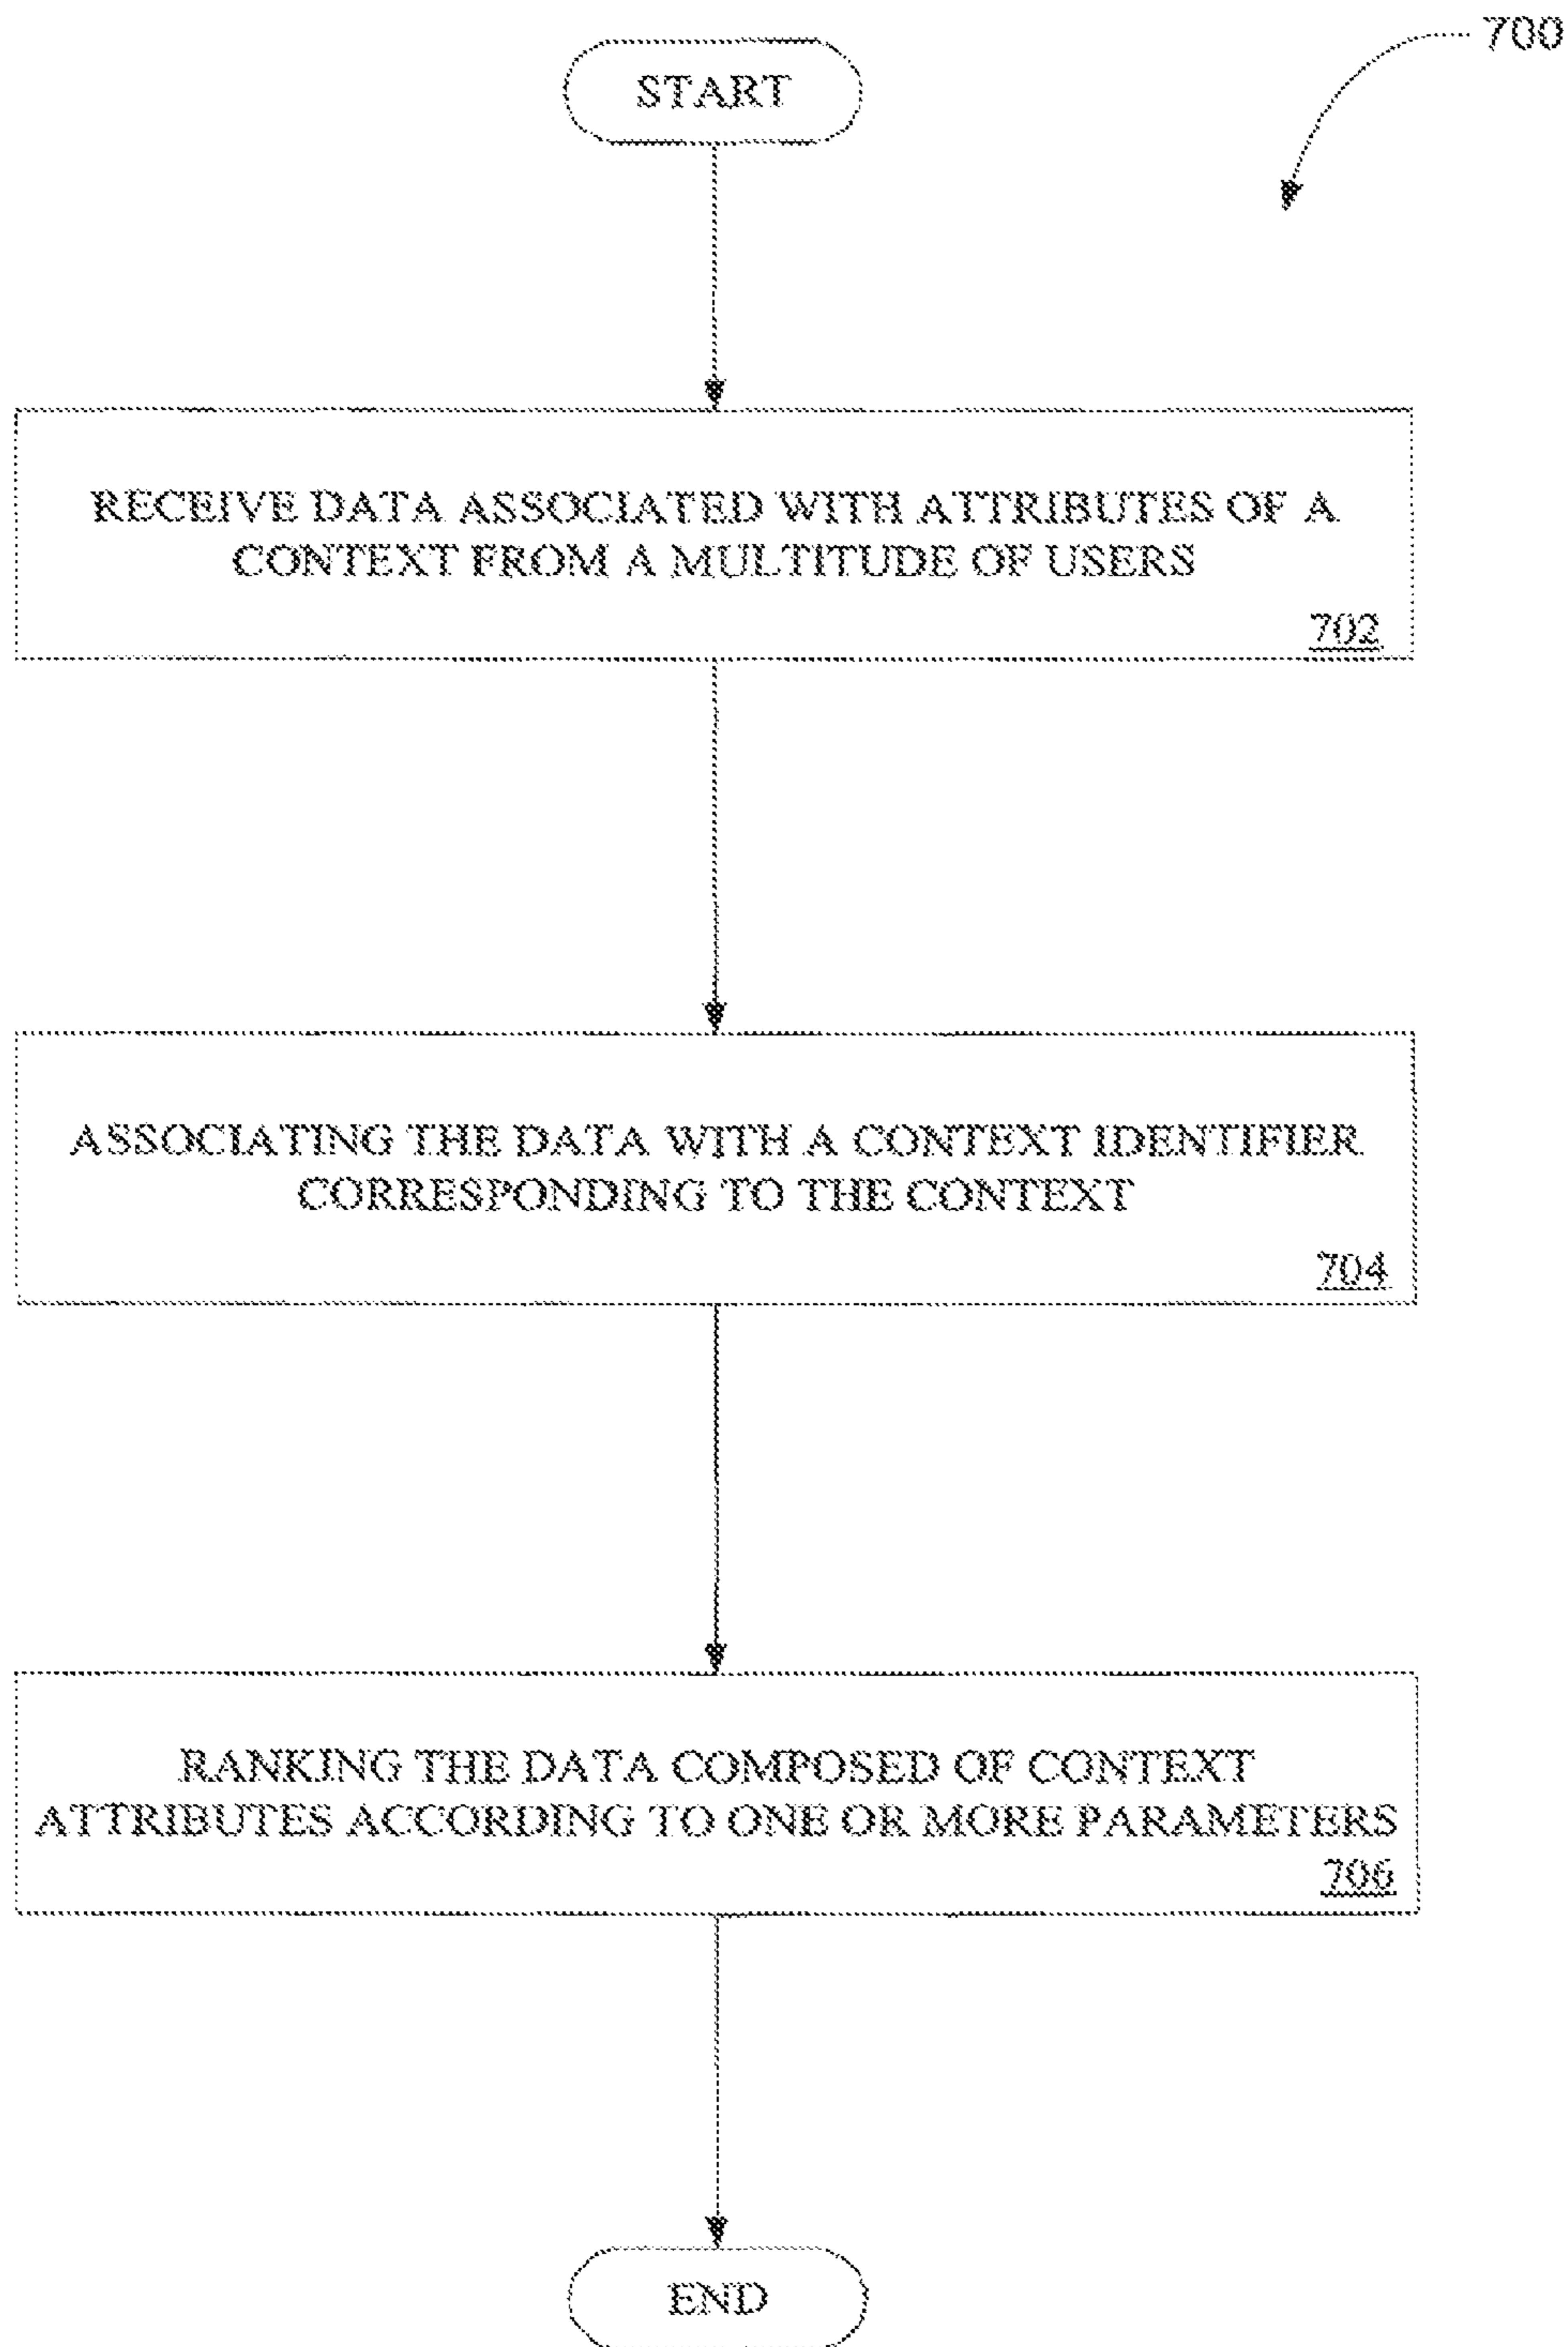 700
START
RECEIVE DATA ASSOCIATED WITH ATTRIBUTES OF A
CONTEXT FROM A MULTITUDE OF USERS
702
ASSOCIATING THE DATA WITH A CONTEXT IDENTIFIER
CORRESPONDING TO THE CONTEXT
704
RANKING THE DATA COMPOSED OF CONTEXT
ATTRIBUTES ACCORDING TO ONE OR MORE PARAMETERS
706
END